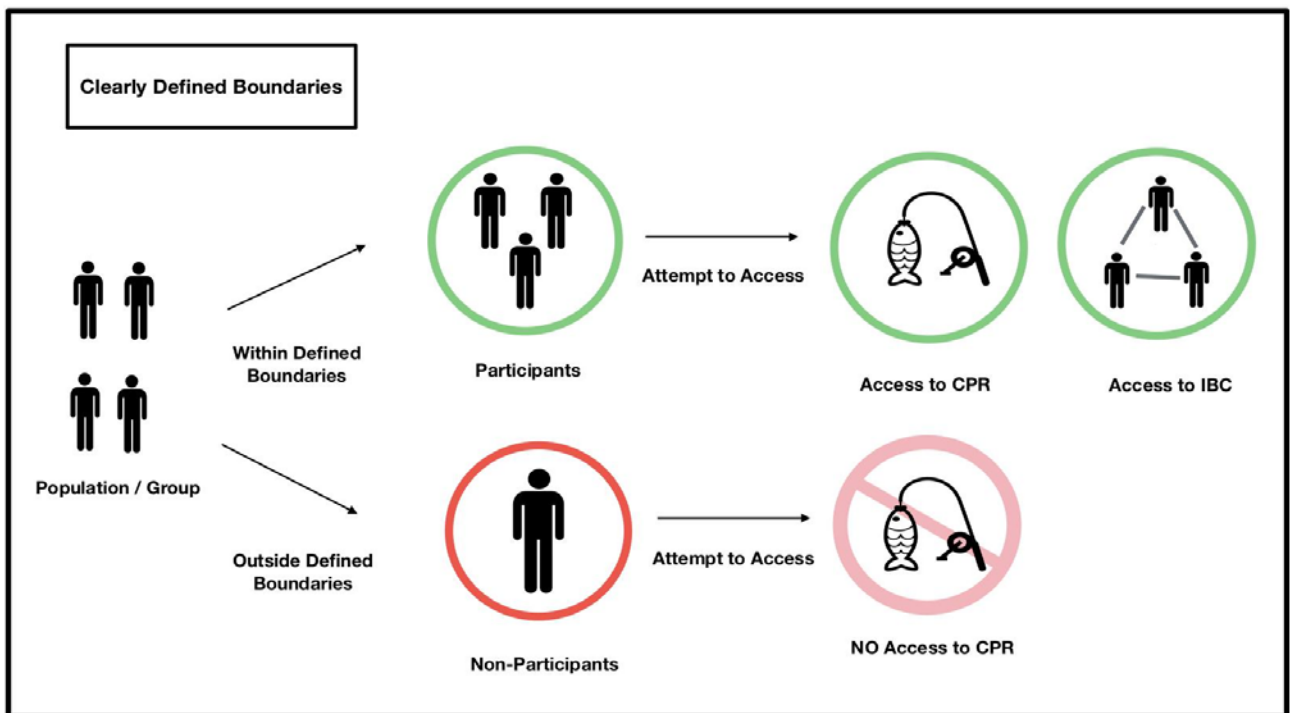 Clearly Defined Boundaries
Within Defined
Boundaries
Participants
Attempt to Access
Access to CPR
Access to IBC
Population / Group
Outside Defined
Boundaries
Non-Participants
Attempt to Access
NO Access to CPR